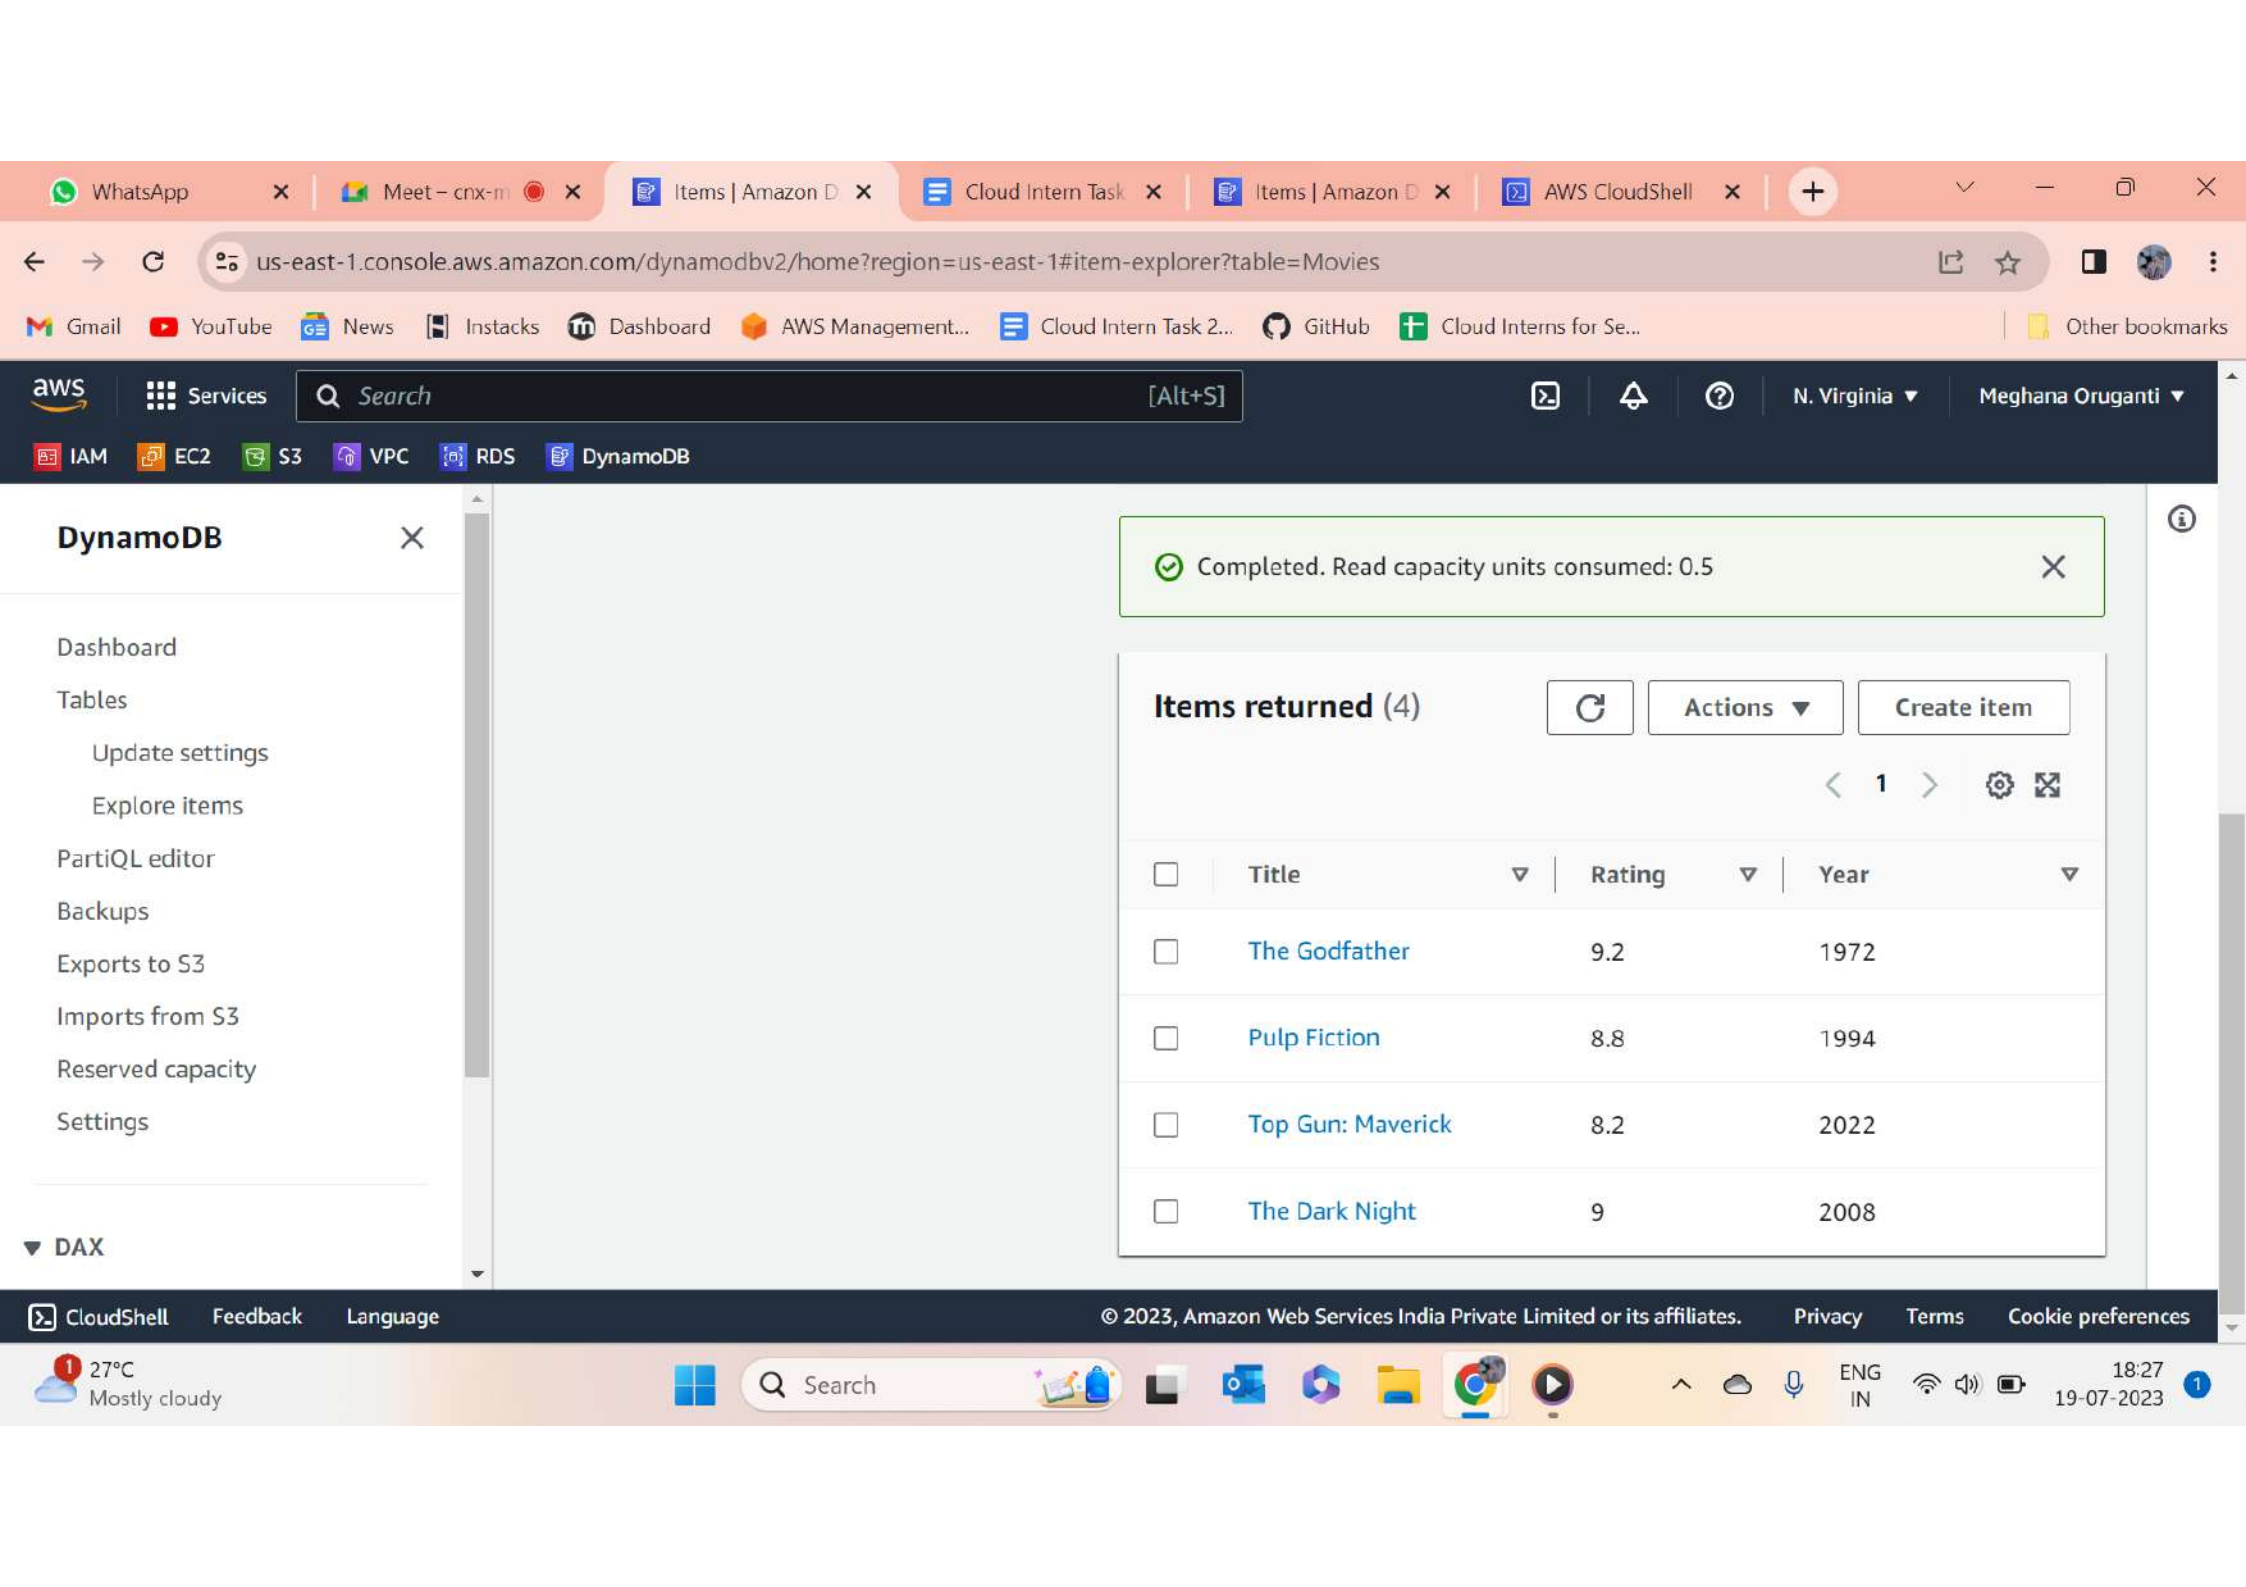 WhatsApp Meet – cnx-m Items | Amazon D Cloud Intern Task Items | Amazon D AWS CloudShell
us-east-1.console.aws.amazon.com/dynamodbv2/home?region=us-east-1#item-explorer?table=Movies
Gmail YouTube News Instacks Dashboard AWS Management... Cloud Intern Task 2... GitHub Cloud Interns for Se... Other bookmarks
aws Services Search [Alt+S] N. Virginia Meghana Oruganti
IAM EC2 S3 VPC RDS DynamoDB
DynamoDB
Dashboard
Tables
Update settings
Explore items
PartiQL editor
Backups
Exports to S3
Imports from S3
Reserved capacity
Settings
DAX
Completed. Read capacity units consumed: 0.5
Items returned (4) Actions Create item
1
Title Rating Year
The Godfather 9.2 1972
Pulp Fiction 8.8 1994
Top Gun: Maverick 8.2 2022
The Dark Night 9 2008
CloudShell Feedback Language © 2023, Amazon Web Services India Private Limited or its affiliates. Privacy Terms Cookie preferences
1 27°C
Mostly cloudy
Search
ENG
IN
18:27
19-07-2023
1